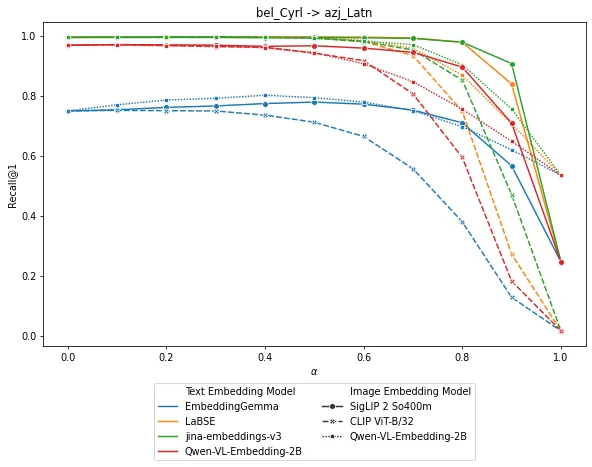 bel_Cyrl -> azj_Latn
1.0
0.8
0.6
0.4
0.2
0.0
Recall@1
0.0 0.2 0.4 0.6 0.8 1.0
α
Text Embedding Model Image Embedding Model
EmbeddingGemma SigLIP 2 So400m
LaBSE CLIP ViT-B/32
jina-embeddings-v3 Qwen-VL-Embedding-2B
Qwen-VL-Embedding-2B